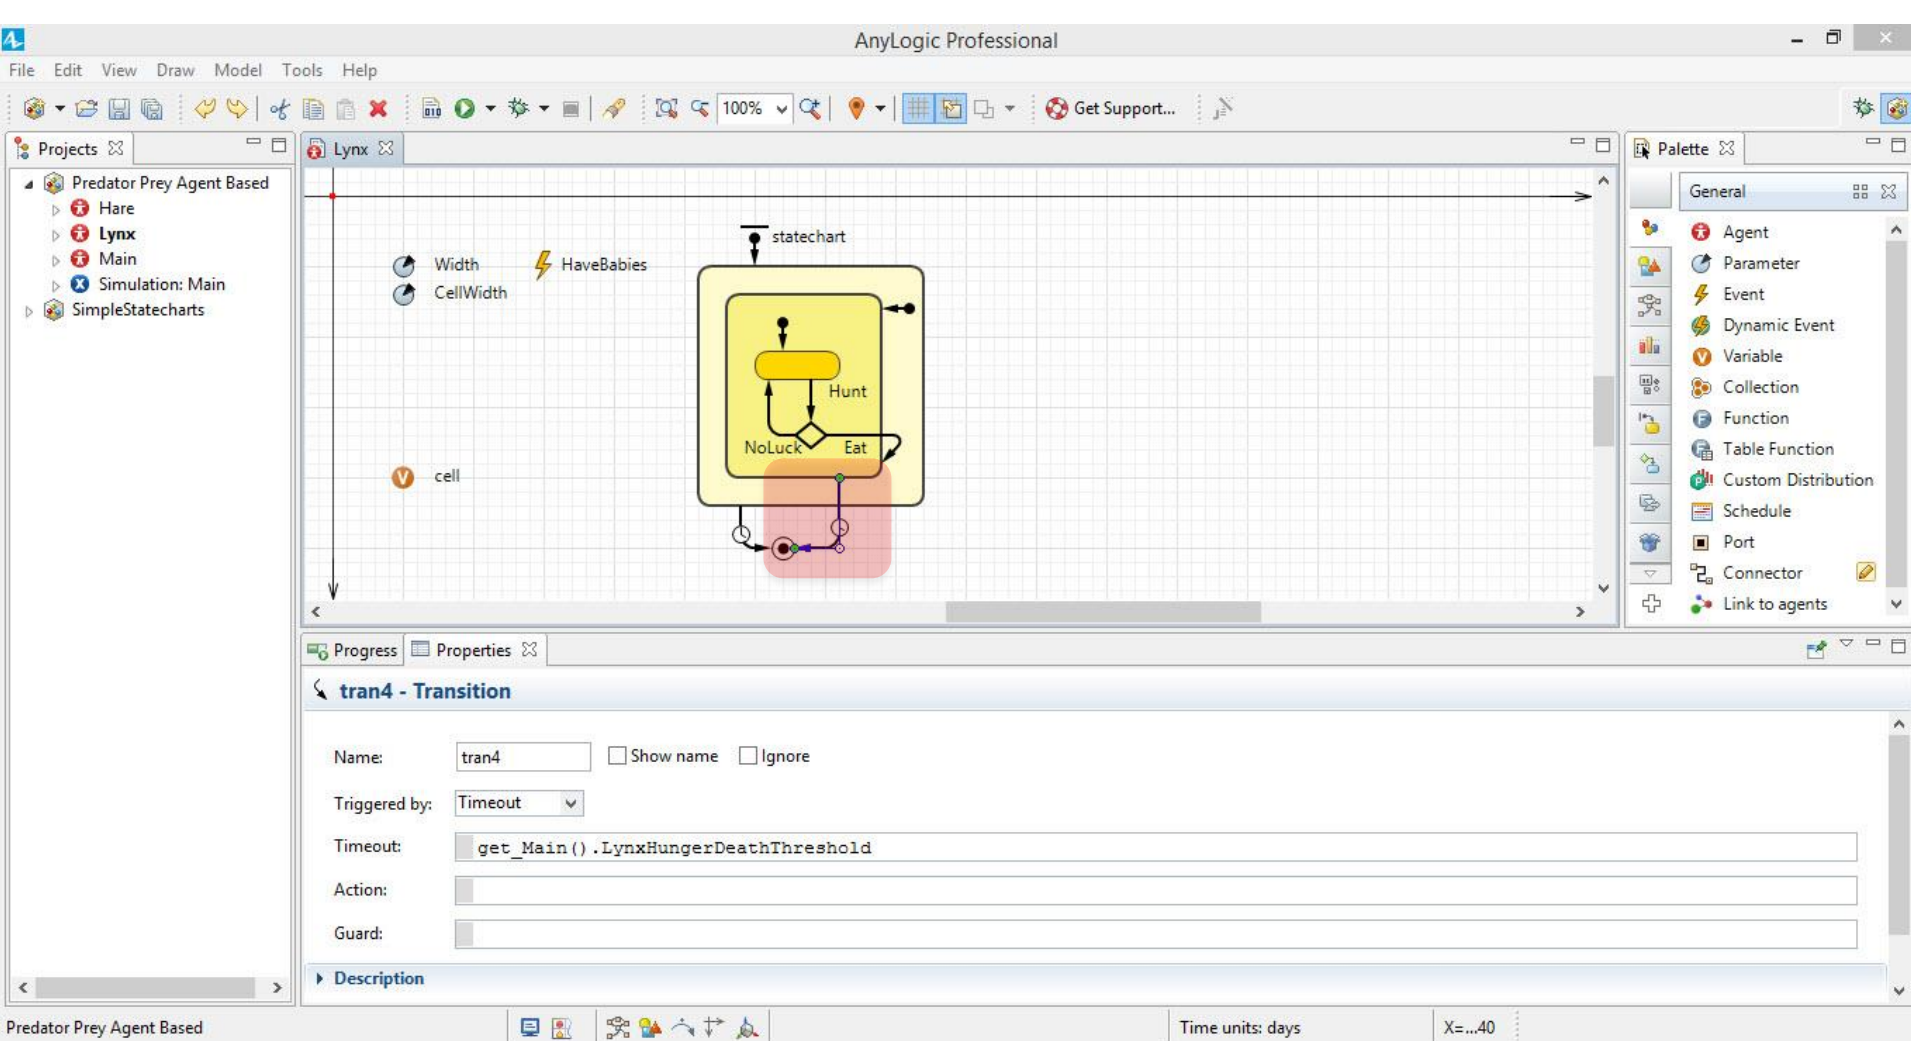 AnyLogic Professional
File Edit View Draw Model Tools Help
100% Get Support...
Projects
Predator Prey Agent Based
Hare
Lynx
Main
Simulation: Main
SimpleStatecharts
Lynx
Width
HaveBabies
CellWidth
cell
statechart
Hunt
NoLuck
Eat
Palette
General
Agent
Parameter
Event
Dynamic Event
Variable
Collection
Function
Table Function
Custom Distribution
Schedule
Port
Connector
Link to agents
Progress Properties
tran4 - Transition
Name: tran4 Show name Ignore
Triggered by: Timeout
Timeout: get_Main().LynxHungerDeathThreshold
Action:
Guard:
Description
Predator Prey Agent Based
Time units: days
X=...40